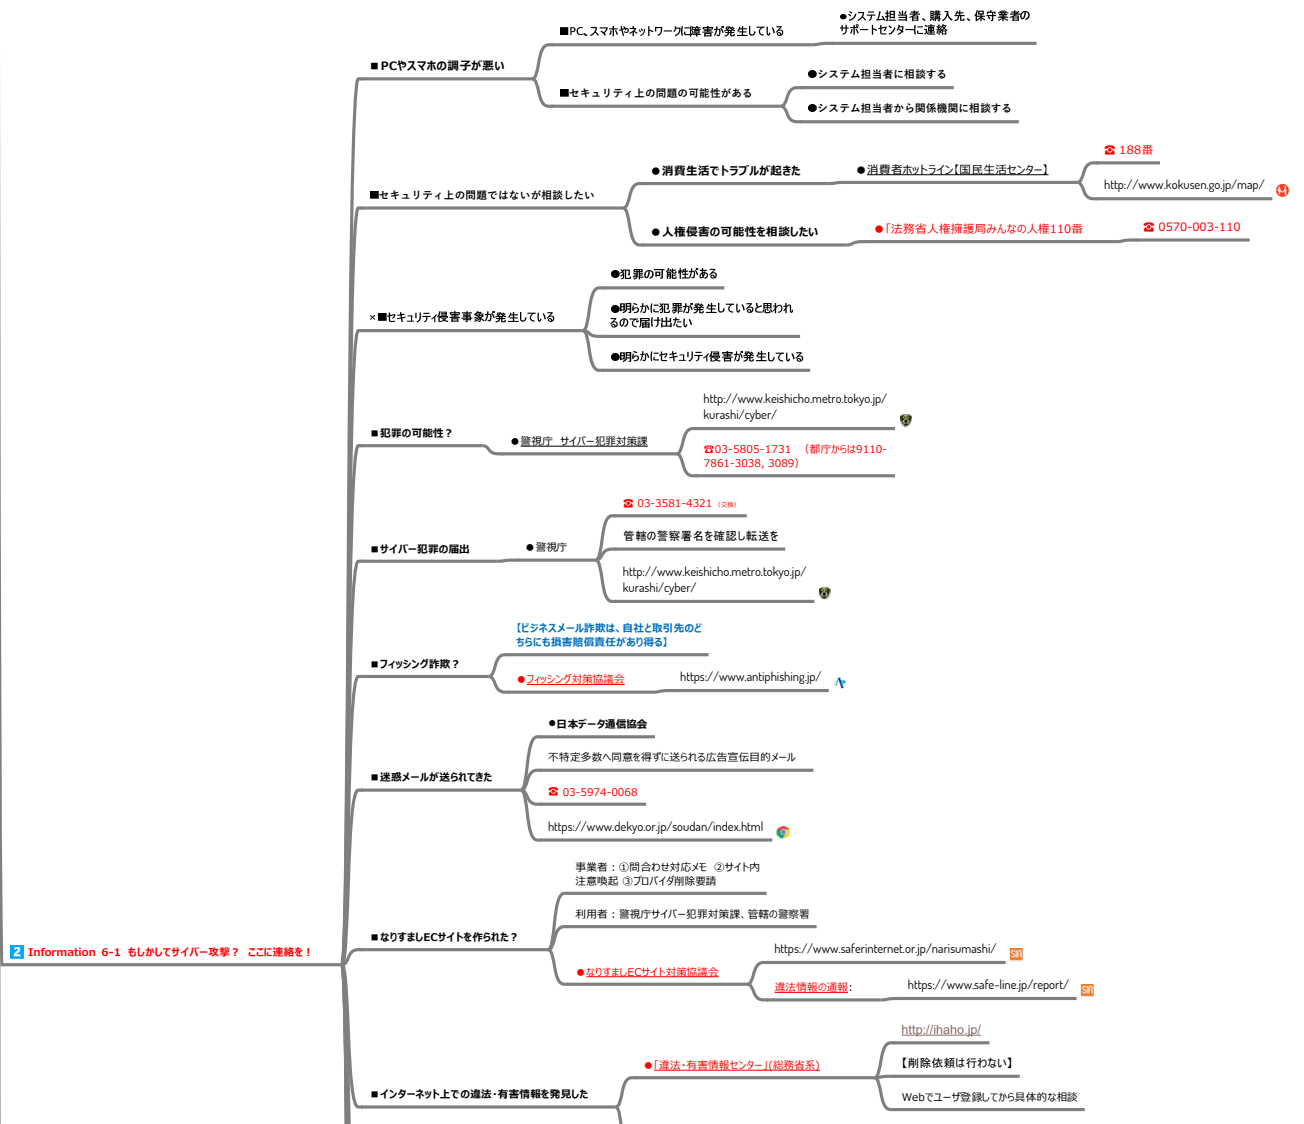 ■PC、スマホやネットワークに障害が発生している
●システム担当者、購入先、保守業者の
サポートセンターに連絡
■PCやスマホの調子が悪い
■セキュリティ上の問題の可能性がある
●システム担当者に相談する
●システム担当者から関係機関に相談する
■セキュリティ上の問題ではないが相談したい
●消費生活でトラブルが起きた
●消費者ホットライン【国民生活センター】
☎ 188番
http://www.kokusen.go.jp/map/
●人権侵害の可能性を相談したい
●「法務省人権擁護局みんなの人権110番
☎ 0570-003-110
×■セキュリティ侵害事象が発生している
●犯罪の可能性がある
●明らかに犯罪が発生していると思われ
るので届け出たい
●明らかにセキュリティ侵害が発生している
■犯罪の可能性？
●警視庁　サイバー犯罪対策課
http://www.keishicho.metro.tokyo.jp/
kurashi/cyber/
☎03-5805-1731　（都庁からは9110-
7861-3038, 3089）
■サイバー犯罪の届出
●警視庁
☎ 03-3581-4321（交換）
管轄の警察署名を確認し転送を
http://www.keishicho.metro.tokyo.jp/
kurashi/cyber/
■フィッシング詐欺？
【ビジネスメール詐欺は、自社と取引先のど
ちらにも損害賠償責任があり得る】
●フィッシング対策協議会
https://www.antiphishing.jp/
■迷惑メールが送られてきた
●日本データ通信協会
不特定多数へ同意を得ずに送られる広告宣伝目的メール
☎ 03-5974-0068
https://www.dekyo.or.jp/soudan/index.html
■なりすましECサイトを作られた？
事業者：①問合わせ対応メモ　②サイト内
注意喚起 ③プロバイダ削除要請
利用者：警視庁サイバー犯罪対策課、管轄の警察署
●なりすましECサイト対策協議会
https://www.saferinternet.or.jp/narisumashi/
SIA
違法情報の通報:
https://www.safe-line.jp/report/
SIA
2 Information 6-1 もしかしてサイバー攻撃？　ここに連絡を！
■インターネット上での違法・有害情報を発見した
●「違法・有害情報センター」(総務省系)
http://ihaho.jp/
【削除依頼は行わない】
Webでユーザ登録してから具体的な相談